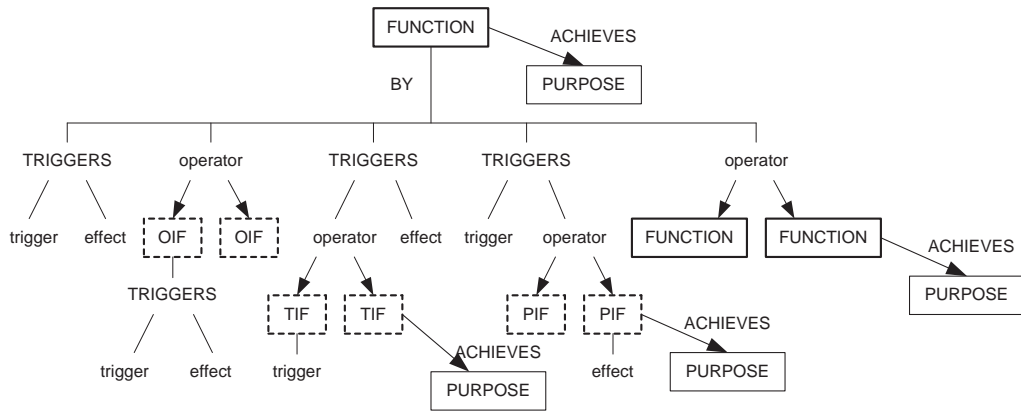 FUNCTION
ACHIEVES
BY
PURPOSE
TRIGGERS operator TRIGGERS TRIGGERS operator
trigger effect OIF OIF operator effect trigger operator FUNCTION FUNCTION
ACHIEVES
TRIGGERS TIF TIF PIF PIF PURPOSE
ACHIEVES
ACHIEVES
trigger effect trigger PURPOSE effect PURPOSE